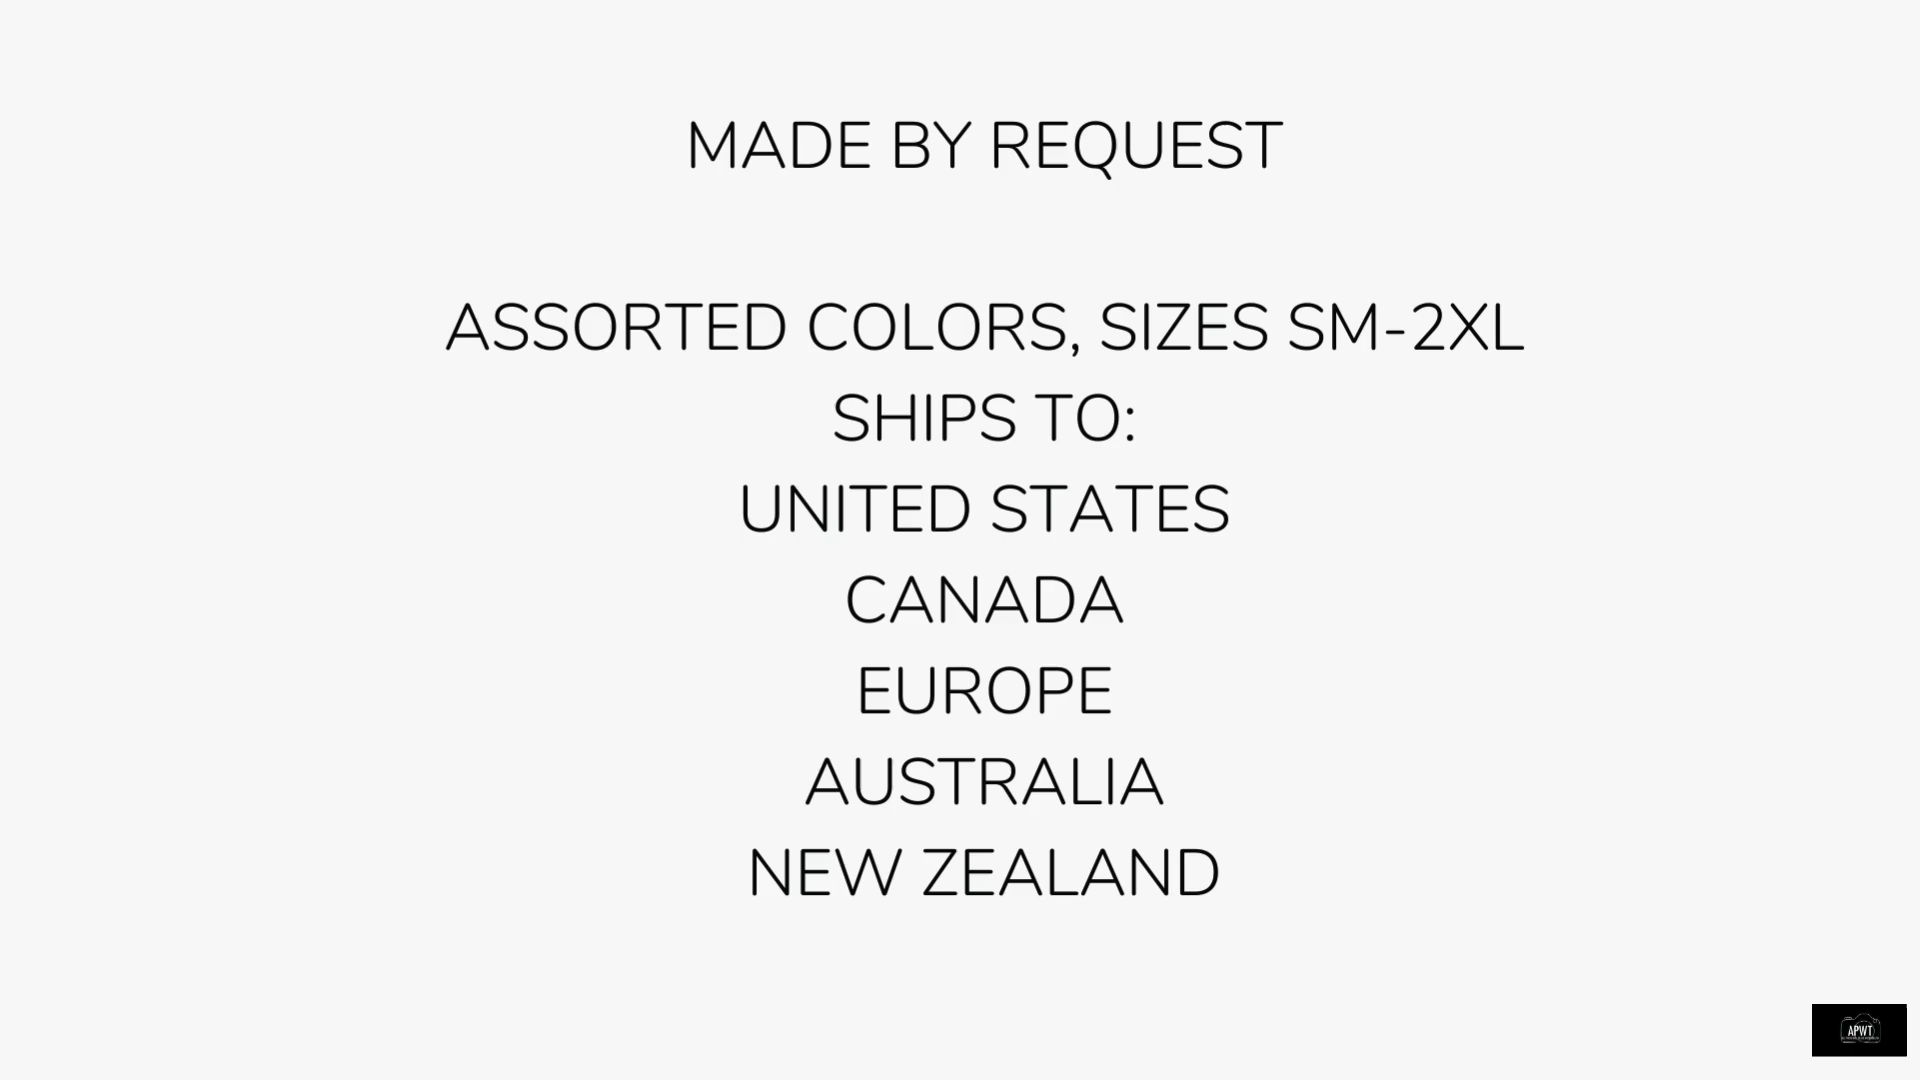 MADE BY REQUEST
ASSORTED COLORS, SIZES SM-2XL
SHIPS TO:
UNITED STATES
CANADA
EUROPE
AUSTRALIA
NEW ZEALAND
APWT